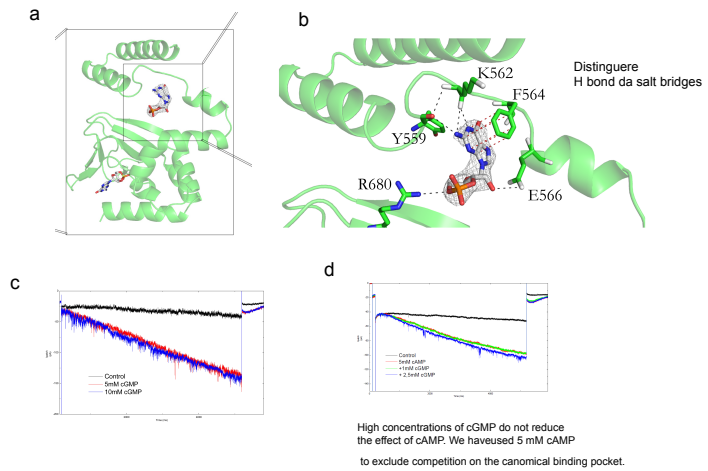 a
b
K562
F564
Y559
R680
E566
Distinguere
H bond da salt bridges
c
Control
5mM cGMP
10mM cGMP
d
Control
5mM cAMP
+1mM cGMP
+ 2.5mM cGMP
High concentrations of cGMP do not reduce
the effect of cAMP. We haveused 5 mM cAMP
to exclude competition on the canomical binding pocket.